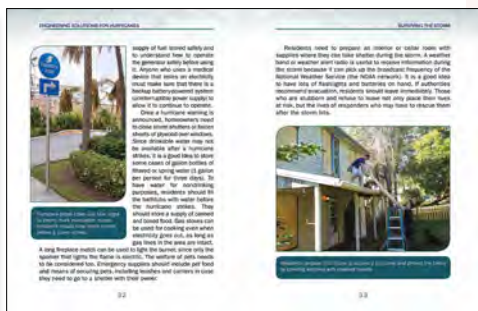 ENGINEERING SOLUTIONS FOR HURRICANES
supply of fuel stored safely and
to understand how to operate
the generator safely before using
it. Anyone who uses a medical
device that relies on electricity
must make sure that there is a
backup battery-powered system
(uninterruptible power supply) to
allow it to continue to operate.
Once a hurricane warning is
announced, homeowners need
to close storm shutters or fasten
sheets of plywood over windows.
Since drinkable water may not
be available after a hurricane
strikes, it is a good idea to store
some cases of gallon bottles of
filtered or spring water (1 gallon
per person for three days). To
have water for nondrinking
purposes, residents should fill
the bathtubs with water before
the hurricane strikes. They
should store a supply of canned
and boxed food. Gas stoves can
be used for cooking even when
electricity goes out, as long as
gas lines in the area are intact.
A long fireplace match can be used to light the burner, since only the
sparker that lights the flame is electric. The welfare of pets needs
to be considered too. Emergency supplies should include pet food
and means of securing pets, including leashes and carriers in case
they need to go to a shelter with their owner.
32
SURVIVING THE STORM
Residents need to prepare an interior or cellar room with
supplies where they can take shelter during the storm. A weather
band or weather alert radio is useful to receive information during
the storm because it can pick up the broadcast frequency of the
National Weather Service (the NOAA network). It is a good idea
to have lots of flashlights and batteries on hand. If authorities
recommend evacuation, residents should leave immediately. Those
who are stubborn and refuse to leave not only place their lives
at risk, but the lives of responders who may have to rescue them
after the storm hits.
33